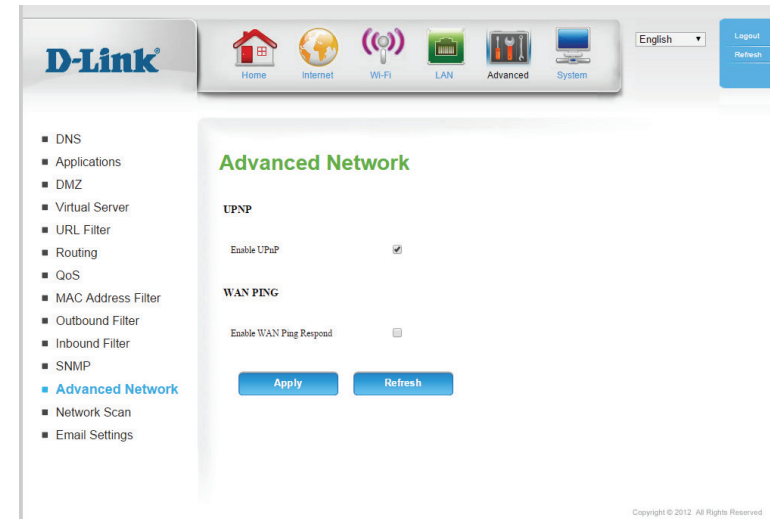 D-Link
Home
Internet
Wi-Fi
LAN
Advanced
System
English
Logout
Refresh
DNS
Applications
DMZ
Virtual Server
URL Filter
Routing
QoS
MAC Address Filter
Outbound Filter
Inbound Filter
SNMP
Advanced Network
Network Scan
Email Settings
Advanced Network
UPNP
Enable UPnP
WAN PING
Enable WAN Ping Respond
Apply
Refresh
Copyright © 2012 All Rights Reserved